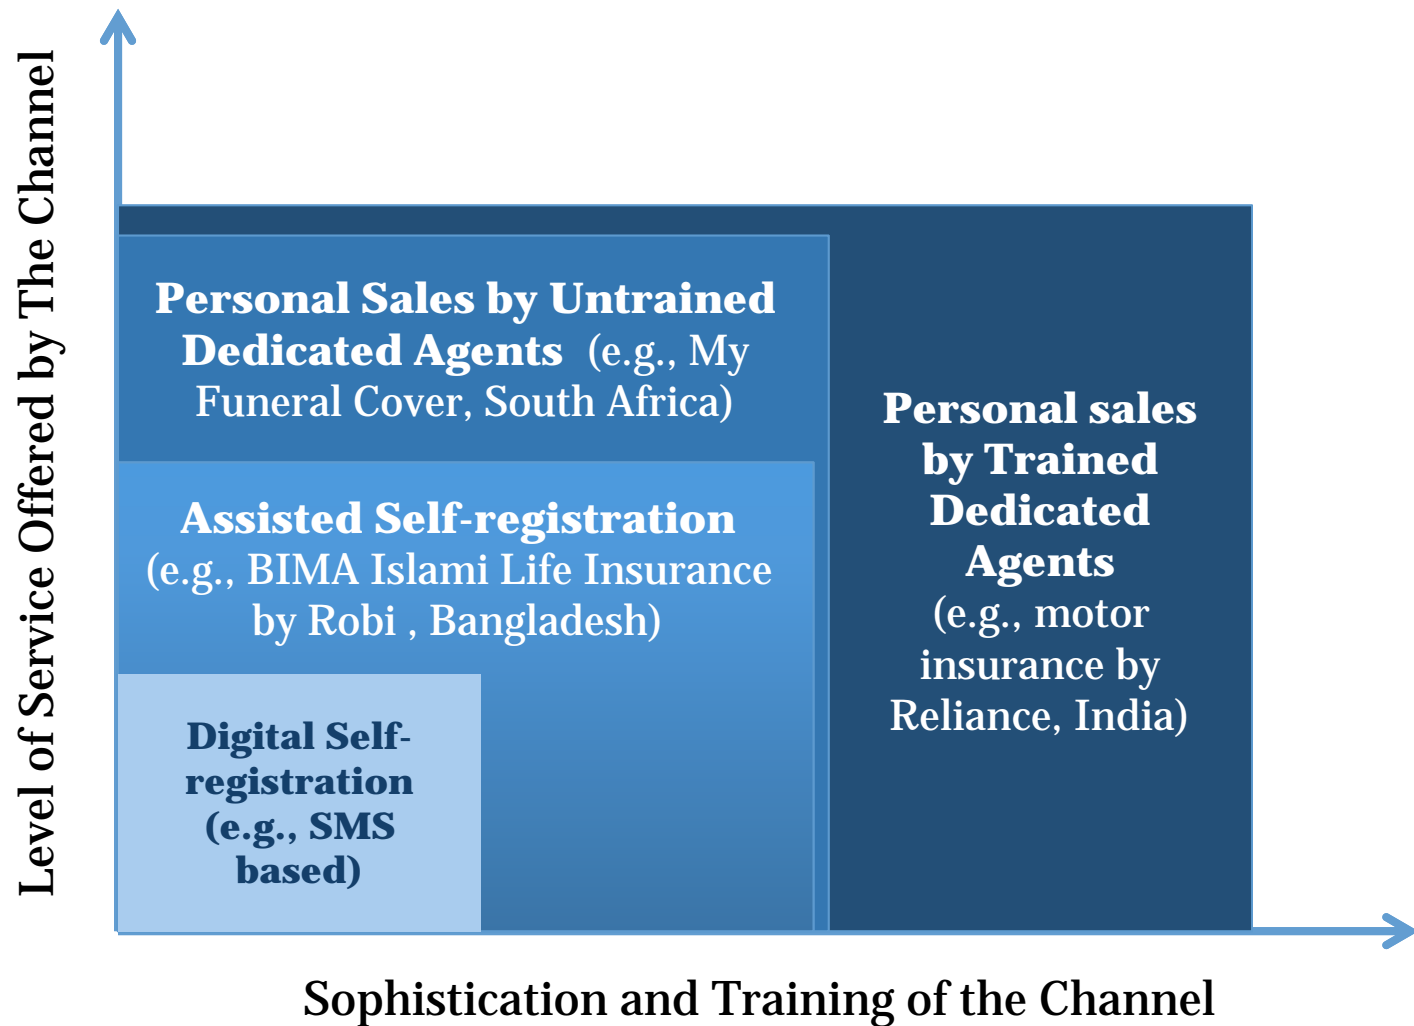 Level of Service Offered by The Channel
Personal Sales by Untrained
Dedicated Agents (e.g., My
Funeral Cover, South Africa)
Assisted Self-registration
(e.g., BIMA Islami Life Insurance
by Robi , Bangladesh)
Digital Self-
registration
(e.g., SMS
based)
Personal sales
by Trained
Dedicated
Agents
(e.g., motor
insurance by
Reliance, India)
Sophistication and Training of the Channel